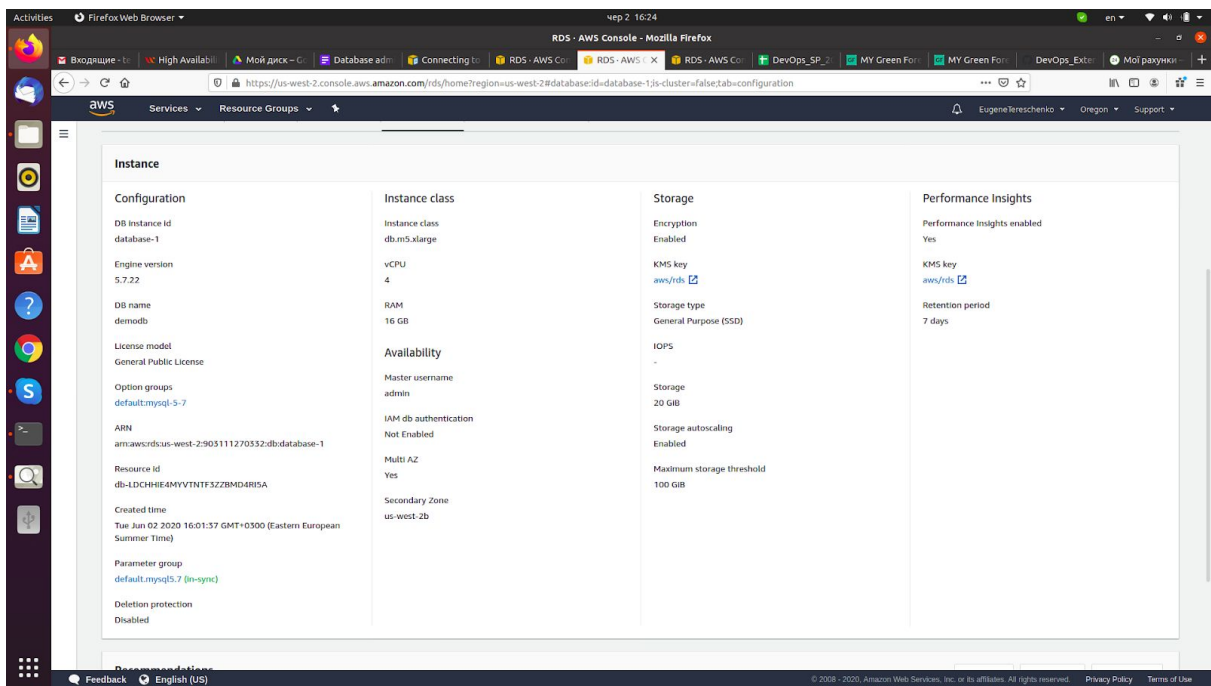 Activities
Firefox Web Browser
чер 2 16:24
en
RDS · AWS Console - Mozilla Firefox
Входящие - te
High Availabili
Мой диск – Go
Database adm
Connecting to
RDS · AWS Con
RDS · AWS C
RDS · AWS Con
DevOps_SP_2
MY Green Fore
MY Green Fore
DevOps_Exter
Мої рахунки –
https://us-west-2.console.aws.amazon.com/rds/home?region=us-west-2#database:id=database-1;is-cluster=false;tab=configuration
aws
Services
Resource Groups
EugeneTereschenko
Oregon
Support
Instance
Configuration
DB instance id
database-1
Engine version
5.7.22
DB name
demodb
License model
General Public License
Option groups
default:mysql-5-7
ARN
arn:aws:rds:us-west-2:903111270332:db:database-1
Resource id
db-LDCHHIE4MYVTNTF3ZZBMD4RI5A
Created time
Tue Jun 02 2020 16:01:37 GMT+0300 (Eastern European
Summer Time)
Parameter group
default.mysql5.7 (in-sync)
Deletion protection
Disabled
Instance class
Instance class
db.m5.xlarge
vCPU
4
RAM
16 GB
Availability
Master username
admin
IAM db authentication
Not Enabled
Multi AZ
Yes
Secondary Zone
us-west-2b
Storage
Encryption
Enabled
KMS key
aws/rds
Storage type
General Purpose (SSD)
IOPS
-
Storage
20 GiB
Storage autoscaling
Enabled
Maximum storage threshold
100 GiB
Performance Insights
Performance Insights enabled
Yes
KMS key
aws/rds
Retention period
7 days
Recommendations
Feedback
English (US)
© 2008 - 2020, Amazon Web Services, Inc. or its affiliates. All rights reserved.
Privacy Policy
Terms of Use